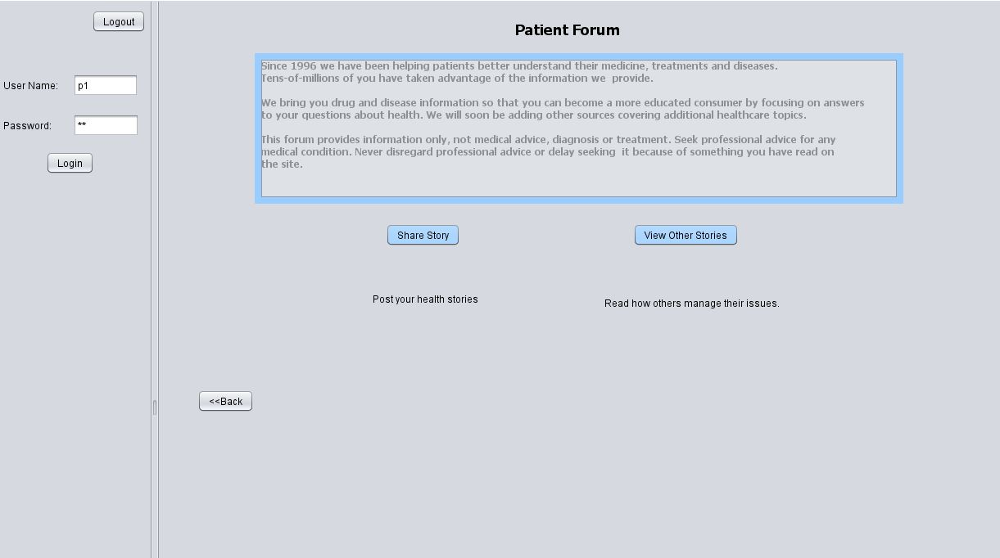 Logout
User Name: p1
Password: **
Login
Patient Forum
Since 1996 we have been helping patients better understand their medicine, treatments and diseases.
Tens-of-millions of you have taken advantage of the information we  provide.
We bring you drug and disease information so that you can become a more educated consumer by focusing on answers
to your questions about health. We will soon be adding other sources covering additional healthcare topics.
This forum provides information only, not medical advice, diagnosis or treatment. Seek professional advice for any
medical condition. Never disregard professional advice or delay seeking  it because of something you have read on
the site.
Share Story
View Other Stories
Post your health stories
Read how others manage their issues.
<<Back